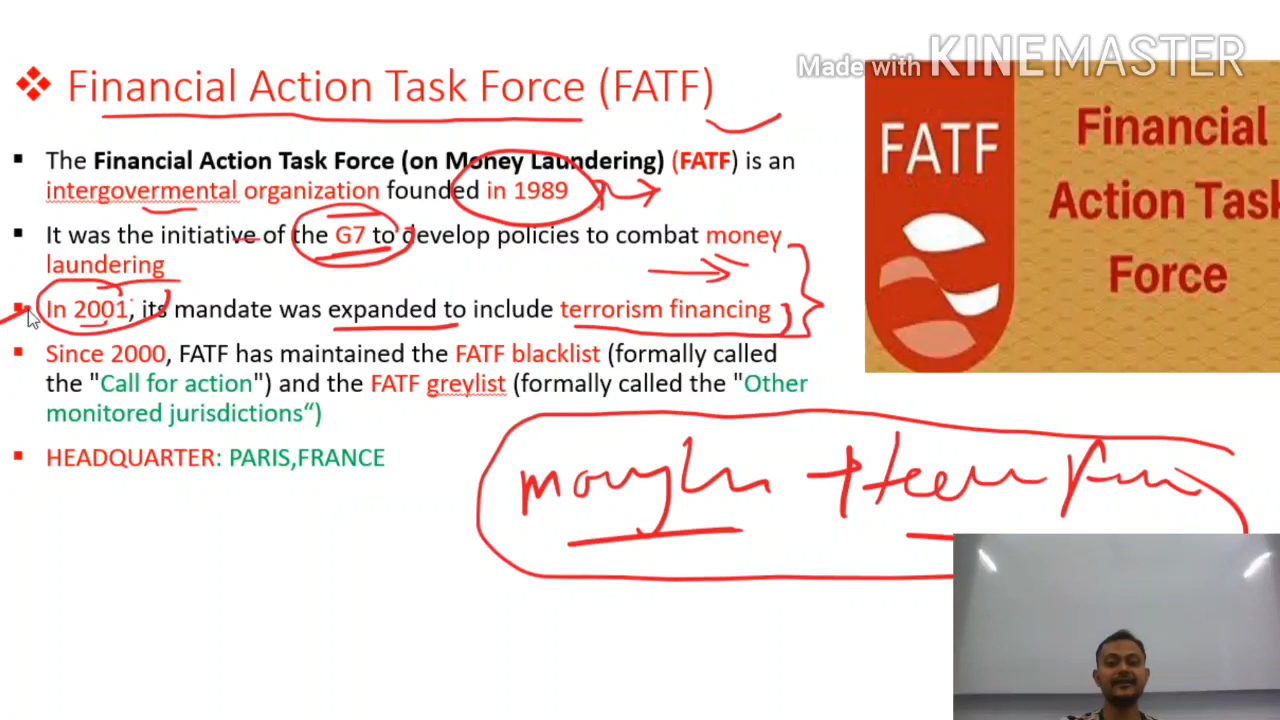 Made with KINEMASTER
❖ Financial Action Task Force (FATF)
▪ The Financial Action Task Force (on Money Laundering) (FATF) is an
intergovermental organization founded in 1989
▪ It was the initiative of the G7 to develop policies to combat money
laundering
▪ In 2001, its mandate was expanded to include terrorism financing
▪ Since 2000, FATF has maintained the FATF blacklist (formally called
the "Call for action") and the FATF greylist (formally called the "Other
monitored jurisdictions“)
▪ HEADQUARTER: PARIS,FRANCE
FATF
Financial
Action Task
Force